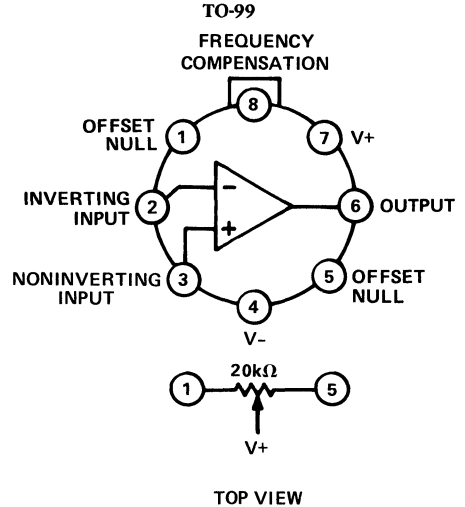 TO-99
FREQUENCY
COMPENSATION
8
OFFSET
NULL
1
7
V+
INVERTING
INPUT
2
−
6
OUTPUT
+
NONINVERTING
INPUT
3
5
OFFSET
NULL
4
V−
20kΩ
1
5
V+
TOP VIEW